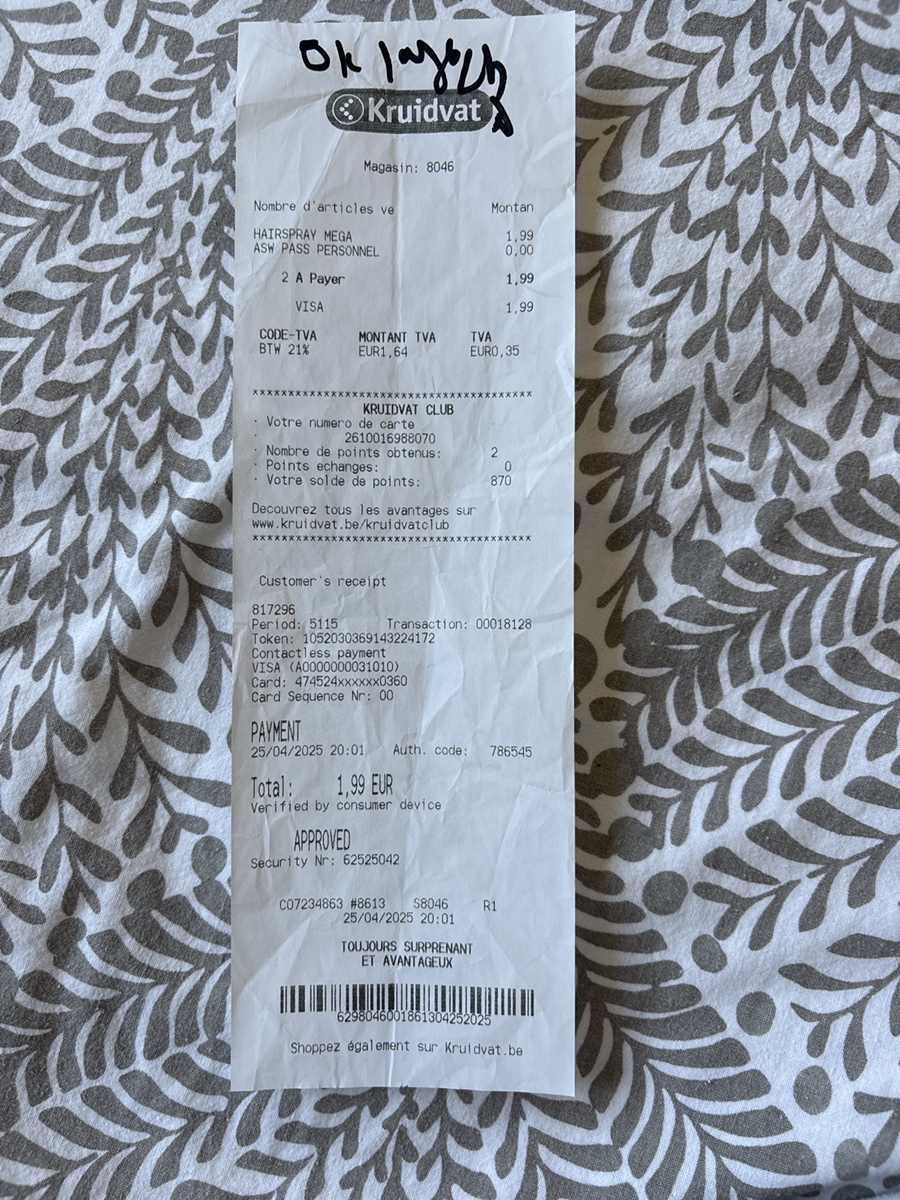 Ok
Kruidvat
Magasin: 8046
Nombre d'articles ve Montan
HAIRSPRAY MEGA 1,99
ASW PASS PERSONNEL 0,00
2 A Payer 1,99
VISA 1,99
CODE-TVA MONTANT TVA TVA
BTW 21% EUR1,64 EUR0,35
***************************************
KRUIDVAT CLUB
· Votre numero de carte
· 2610016988070
· Nombre de points obtenus: 2
· Points echanges: 0
· Votre solde de points: 870
Decouvrez tous les avantages sur
www.kruidvat.be/kruidvatclub
***************************************
Customer's receipt
817296
Period: 5115 Transaction: 00018128
Token: 1052030369143224172
Contactless payment
VISA (A0000000031010)
Card: 474524xxxxxx0360
Card Sequence Nr: 00
PAYMENT
25/04/2025 20:01 Auth. code: 786545
Total: 1,99 EUR
Verified by consumer device
APPROVED
Security Nr: 62525042
C07234863 #8613 S8046 R1
25/04/2025 20:01
TOUJOURS SURPRENANT
ET AVANTAGEUX
6298046001861304252025
Shoppez également sur Kruidvat.be